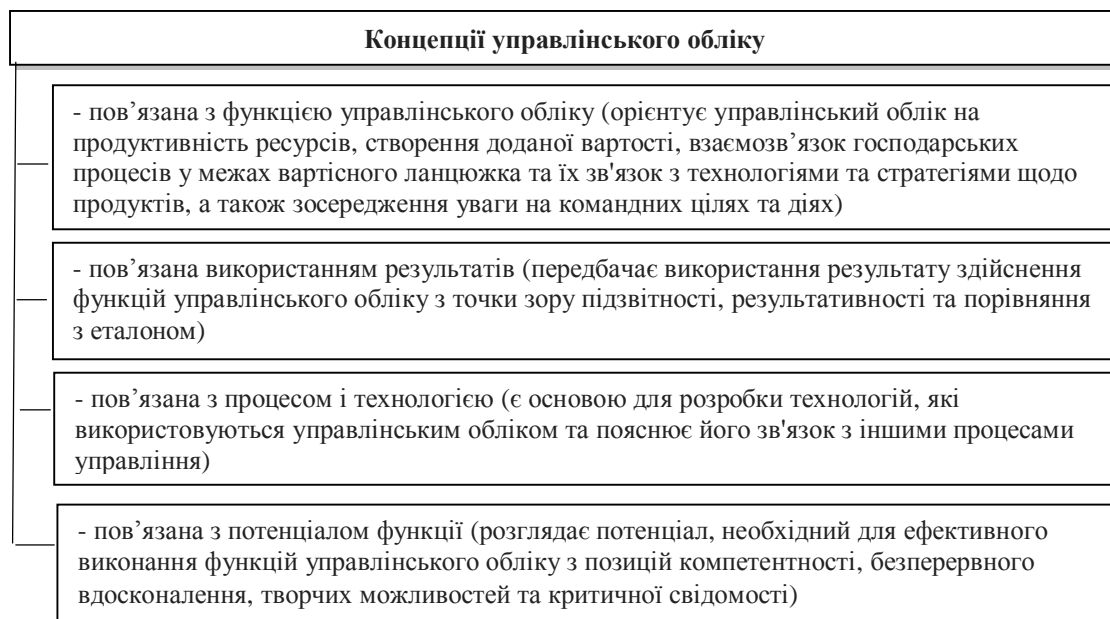 Концепції управлінського обліку
- пов’язана з функцією управлінського обліку (орієнтує управлінський облік на
продуктивність ресурсів, створення доданої вартості, взаємозв’язок господарських
процесів у межах вартісного ланцюжка та їх зв'язок з технологіями та стратегіями щодо
продуктів, а також зосередження уваги на командних цілях та діях)
- пов’язана використанням результатів (передбачає використання результату здійснення
функцій управлінського обліку з точки зору підзвітності, результативності та порівняння
з еталоном)
- пов’язана з процесом і технологією (є основою для розробки технологій, які
використовуються управлінським обліком та пояснює його зв'язок з іншими процесами
управління)
- пов’язана з потенціалом функції (розглядає потенціал, необхідний для ефективного
виконання функцій управлінського обліку з позицій компетентності, безперервного
вдосконалення, творчих можливостей та критичної свідомості)